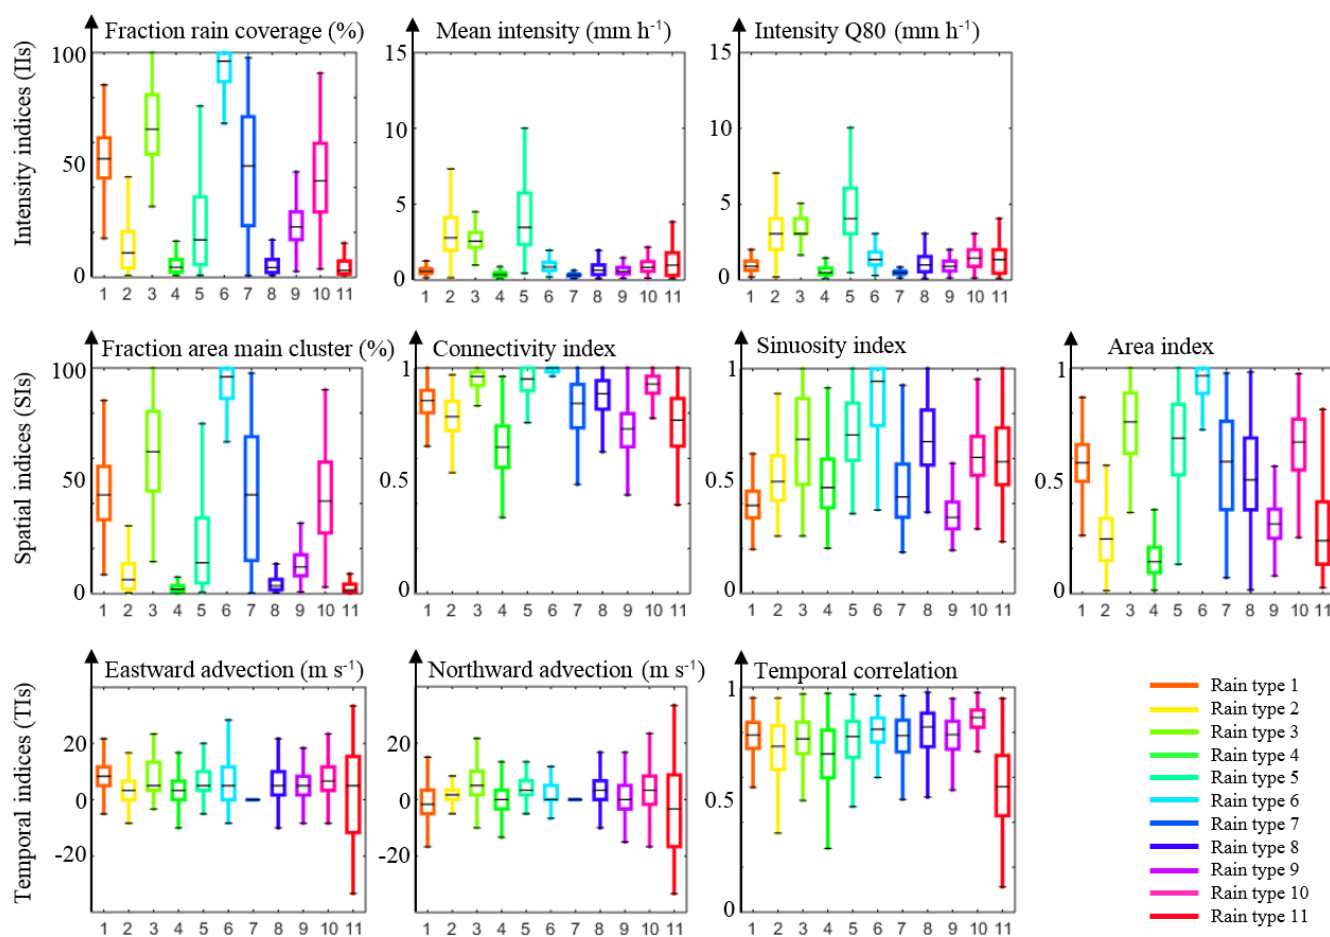 Intensity indices (IIs)
Fraction rain coverage (%)
100
50
0
1 2 3 4 5 6 7 8 9 10 11
Mean intensity (mm h-1)
15
10
5
0
1 2 3 4 5 6 7 8 9 10 11
Intensity Q80 (mm h-1)
15
10
5
0
1 2 3 4 5 6 7 8 9 10 11
Spatial indices (SIs)
Fraction area main cluster (%)
100
50
0
1 2 3 4 5 6 7 8 9 10 11
Connectivity index
1
0.5
0
1 2 3 4 5 6 7 8 9 10 11
Sinuosity index
1
0.5
0
1 2 3 4 5 6 7 8 9 10 11
Area index
1
0.5
0
1 2 3 4 5 6 7 8 9 10 11
Temporal indices (TIs)
Eastward advection (m s-1)
20
0
-20
1 2 3 4 5 6 7 8 9 10 11
Northward advection (m s-1)
20
0
-20
1 2 3 4 5 6 7 8 9 10 11
Temporal correlation
1
0.5
0
1 2 3 4 5 6 7 8 9 10 11
Rain type 1
Rain type 2
Rain type 3
Rain type 4
Rain type 5
Rain type 6
Rain type 7
Rain type 8
Rain type 9
Rain type 10
Rain type 11